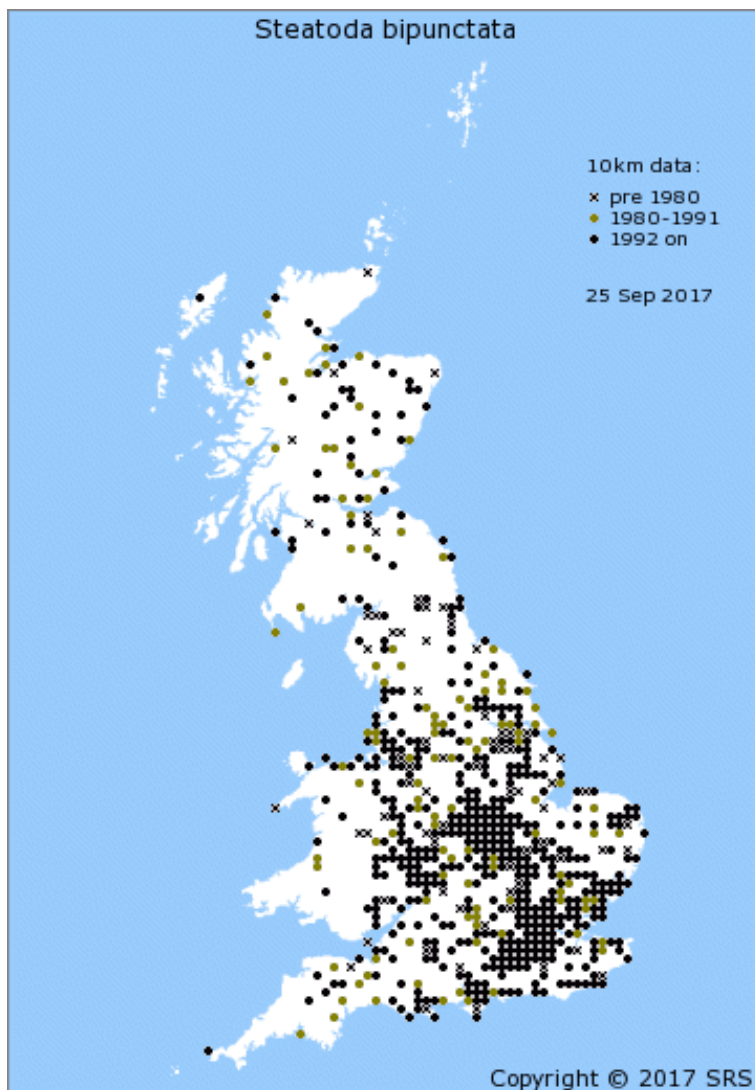 Steatoda bipunctata
10km data:
pre 1980
1980-1991
1992 on
25 Sep 2017
Copyright © 2017 SRS